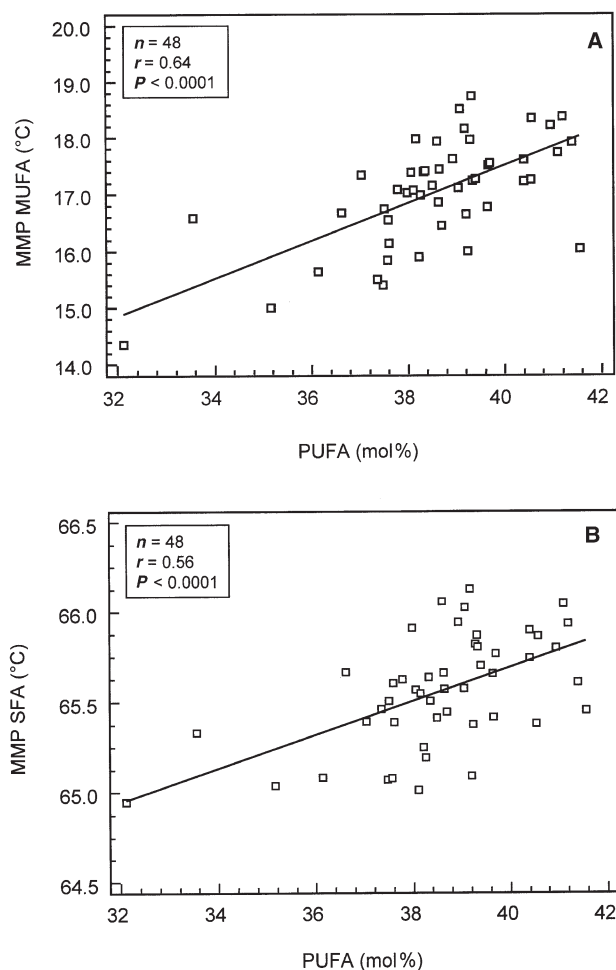 20.0
A
n = 48
r = 0.64
P < 0.0001
19.0
18.0
17.0
16.0
15.0
14.0
MMP MUFA (°C)
32 34 36 38 40 42
PUFA (mol%)
66.5
B
n = 48
r = 0.56
P < 0.0001
66.0
65.5
65.0
64.5
MMP SFA (°C)
32 34 36 38 40 42
PUFA (mol%)